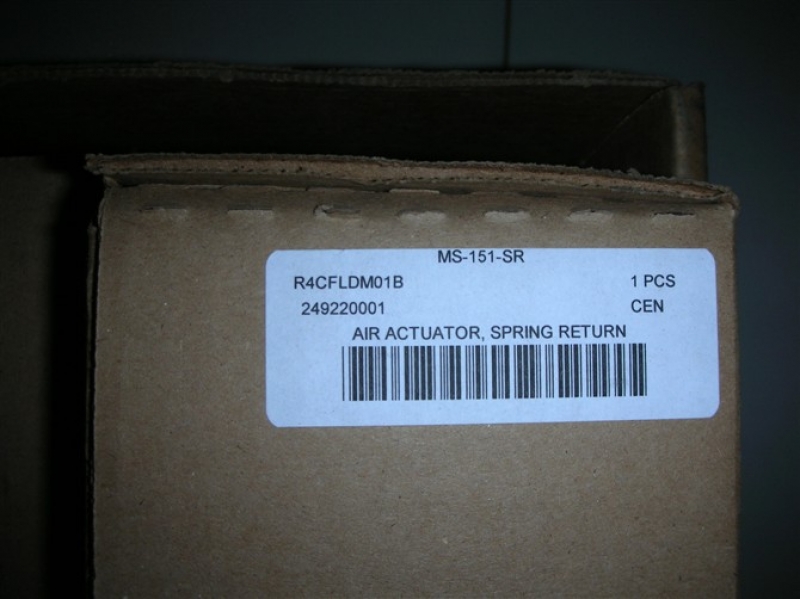 MS-151-SR
R4CFLDM01B 1 PCS
249220001 CEN
AIR ACTUATOR, SPRING RETURN